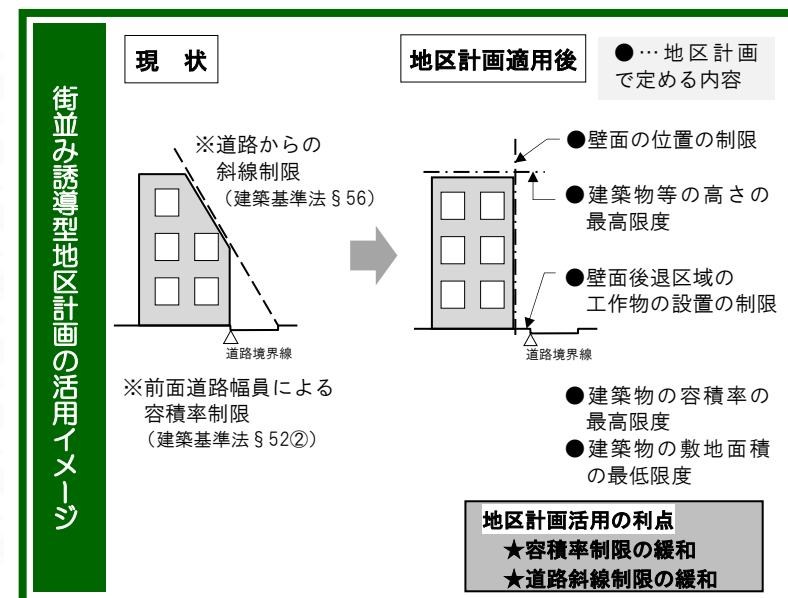 街並み誘導型地区計画の活用イメージ
現　状
※道路からの
斜線制限
（建築基準法§56）
道路境界線
※前面道路幅員による
容積率制限
（建築基準法§52②）
地区計画適用後
●…地区計画
で定める内容
●壁面の位置の制限
●建築物等の高さの
最高限度
●壁面後退区域の
工作物の設置の制限
道路境界線
●建築物の容積率の
最高限度
●建築物の敷地面積
の最低限度
地区計画活用の利点
★容積率制限の緩和
★道路斜線制限の緩和